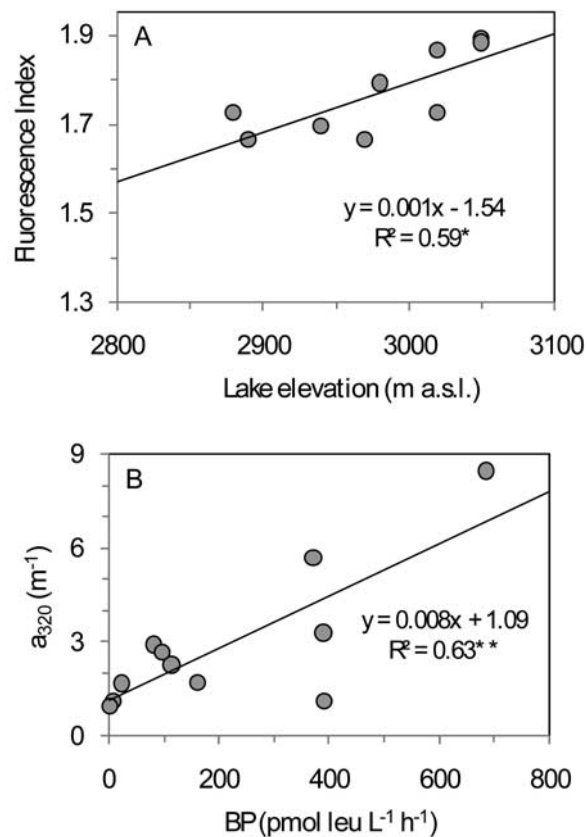 A
1.9
1.7
1.5
1.3
Fluorescence Index
y = 0.001x - 1.54
R² = 0.59*
2800 2900 3000 3100
Lake elevation (m a.s.l.)
B
9
6
3
0
a₃₂₀ (m⁻¹)
y = 0.008x + 1.09
R² = 0.63**
0 200 400 600 800
BP (pmol leu L⁻¹ h⁻¹)